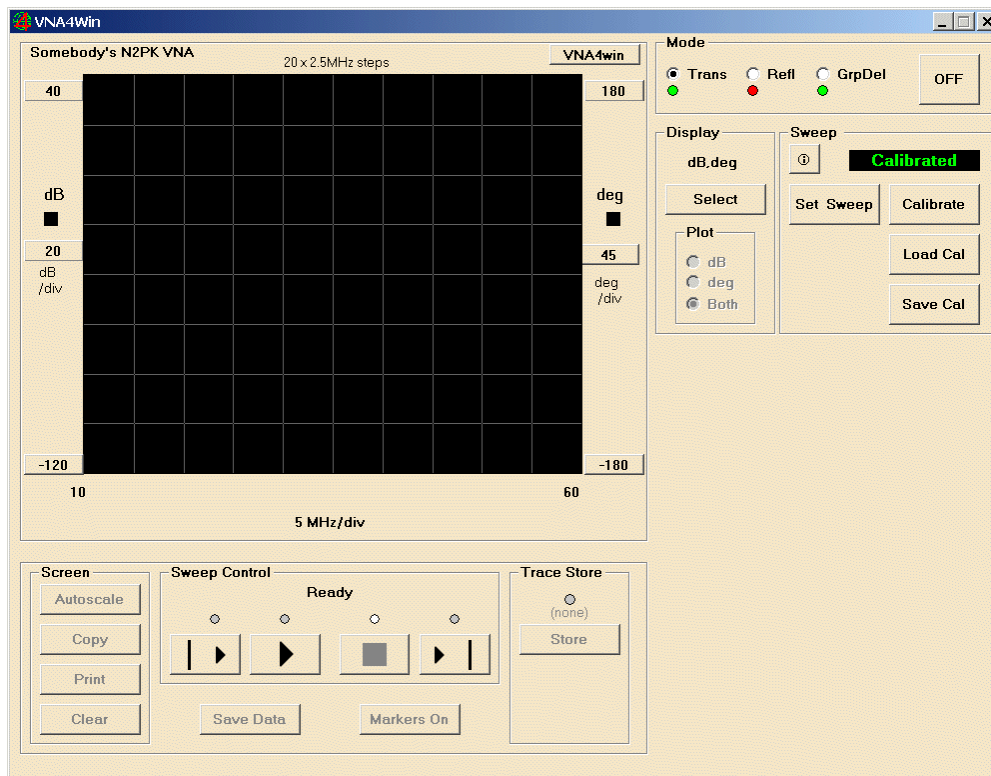 VNA4Win
Somebody's N2PK VNA
20 x 2.5MHz steps
VNA4win
40
180
dB
deg
20
45
dB
/div
deg
/div
-120
-180
10
60
5 MHz/div
Mode
Trans
Refl
GrpDel
OFF
Display
dB,deg
Select
Plot
dB
deg
Both
Sweep
Calibrated
Set Sweep
Calibrate
Load Cal
Save Cal
Screen
Autoscale
Copy
Print
Clear
Sweep Control
Ready
Save Data
Markers On
Trace Store
(none)
Store